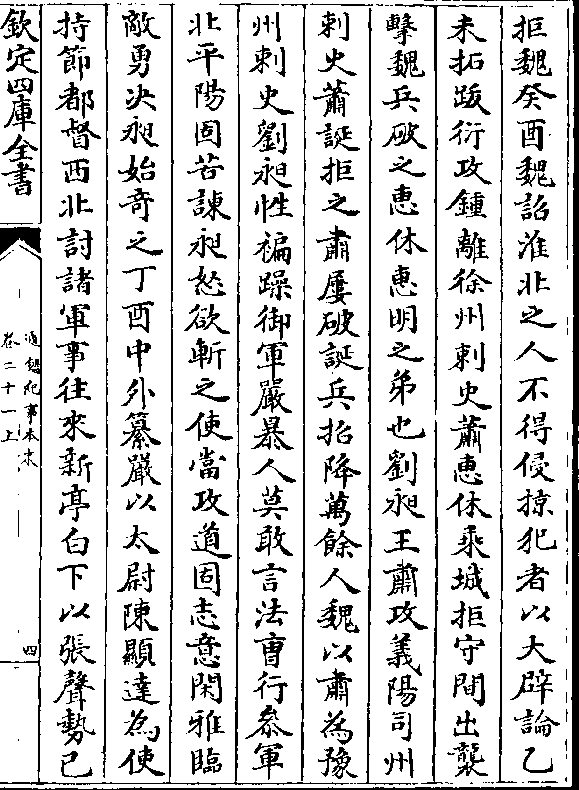 拒魏癸酉魏詔淮北之人不得侵掠犯者以大辟論乙
未拓跋衍攻鍾離徐州刺史蕭惠休乘城拒守間出襲
擊魏兵破之惠休惠明之弟也劉昶王肅攻義陽司州
刺史蕭誕拒之肅屢破誕兵招降萬餘人魏以肅為豫
州刺史劉昶性褊躁御軍嚴暴人莫敢言法曹行叅軍
北平陽固苦諫昶怒欲斬之使當攻道固志意閑雅臨
敵勇决昶始奇之丁酉中外纂嚴以太尉陳顯達為使
持節都督西北討諸軍事往來新亭白下以張聲勢已
欽定四庫全書
通鑑紀事本末
卷二十一上
四